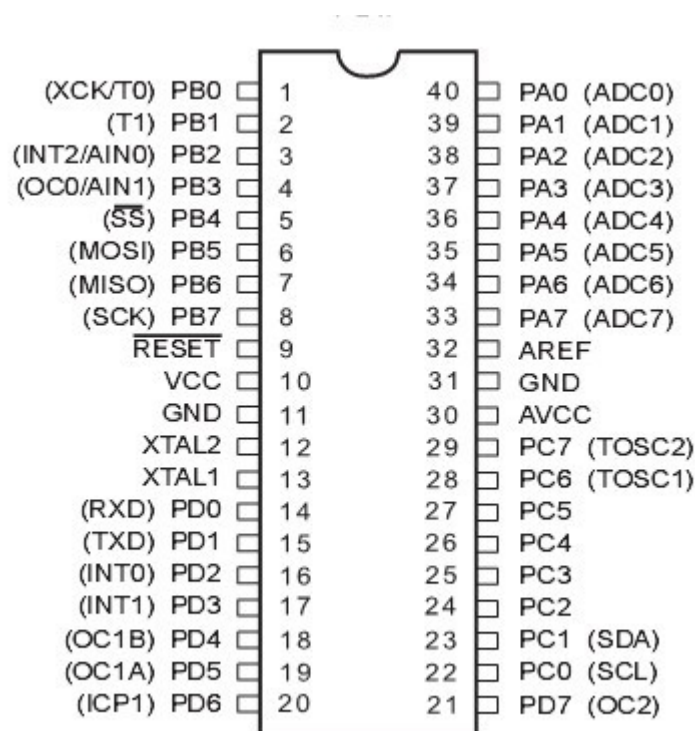 (XCK/T0) PB0 1 40 PA0 (ADC0)
(T1) PB1 2 39 PA1 (ADC1)
(INT2/AIN0) PB2 3 38 PA2 (ADC2)
(OC0/AIN1) PB3 4 37 PA3 (ADC3)
(SS) PB4 5 36 PA4 (ADC4)
(MOSI) PB5 6 35 PA5 (ADC5)
(MISO) PB6 7 34 PA6 (ADC6)
(SCK) PB7 8 33 PA7 (ADC7)
RESET 9 32 AREF
VCC 10 31 GND
GND 11 30 AVCC
XTAL2 12 29 PC7 (TOSC2)
XTAL1 13 28 PC6 (TOSC1)
(RXD) PD0 14 27 PC5
(TXD) PD1 15 26 PC4
(INT0) PD2 16 25 PC3
(INT1) PD3 17 24 PC2
(OC1B) PD4 18 23 PC1 (SDA)
(OC1A) PD5 19 22 PC0 (SCL)
(ICP1) PD6 20 21 PD7 (OC2)